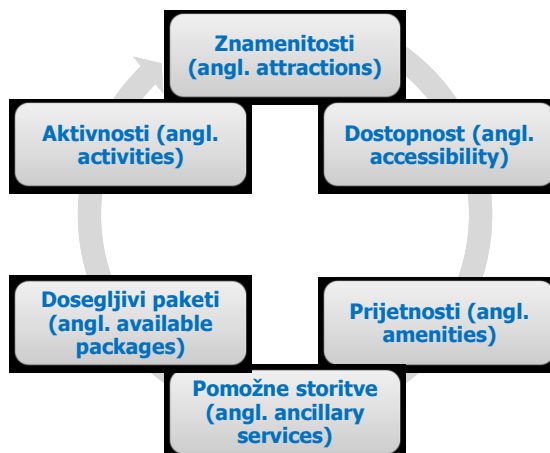 Znamenitosti
(angl. attractions)
Dostopnost (angl.
accessibility)
Prijetnosti (angl.
amenities)
Pomožne storitve
(angl. ancillary
services)
Dosegljivi paketi
(angl. available
packages)
Aktivnosti (angl.
activities)